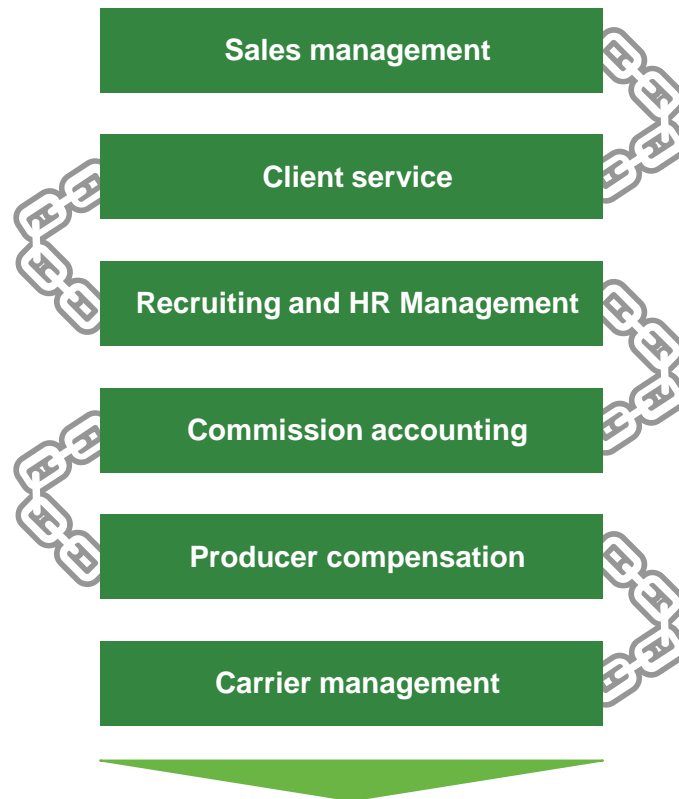 Sales management
Client service
Recruiting and HR Management
Commission accounting
Producer compensation
Carrier management